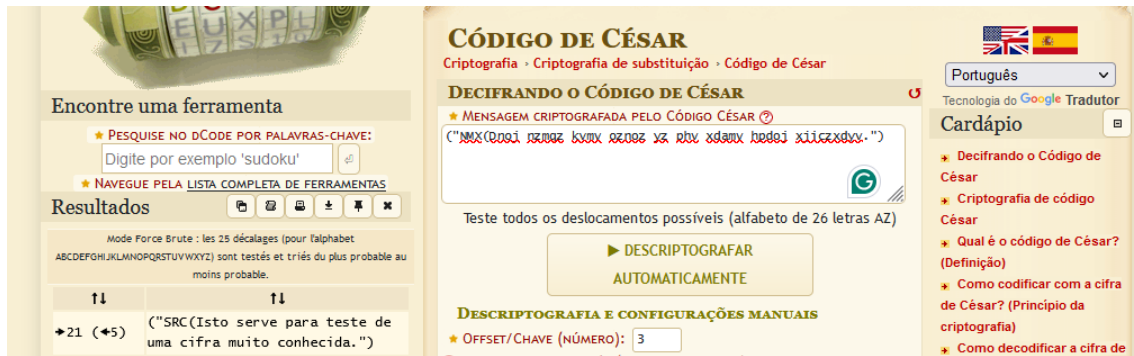 Encontre uma ferramenta
★ PESQUISE NO DCODE POR PALAVRAS-CHAVE:
Digite por exemplo 'sudoku'
★ NAVEGUE PELA LISTA COMPLETA DE FERRAMENTAS
Resultados
Mode Force Brute : les 25 décalages (pour l'alphabet
ABCDEFGHIJKLMNOPQRSTUVWXYZ) sont testés et triés du plus probable au
moins probable.
↑↓ ↑↓
➔21 (🡰5) ("SRC(Isto serve para teste de
uma cifra muito conhecida.")
CÓDIGO DE CÉSAR
Criptografia › Criptografia de substituição › Código de César
DECIFRANDO O CÓDIGO DE CÉSAR
★ MENSAGEM CRIPTOGRAFADA PELO CÓDIGO CÉSAR
("NMX(Dnoj nzmqz kvmv oznoz yz phv xdamv hpdoj xjiczxdyv.")
Teste todos os deslocamentos possíveis (alfabeto de 26 letras AZ)
▶ DESCRIPTOGRAFAR
AUTOMATICAMENTE
DESCRIPTOGRAFIA E CONFIGURAÇÕES MANUAIS
★ OFFSET/CHAVE (NÚMERO): 3
Português
Tecnologia do Google Tradutor
Cardápio
Decifrando o Código de
César
Criptografia de código
César
Qual é o código de César?
(Definição)
Como codificar com a cifra
de César? (Princípio da
criptografia)
Como decodificar a cifra de